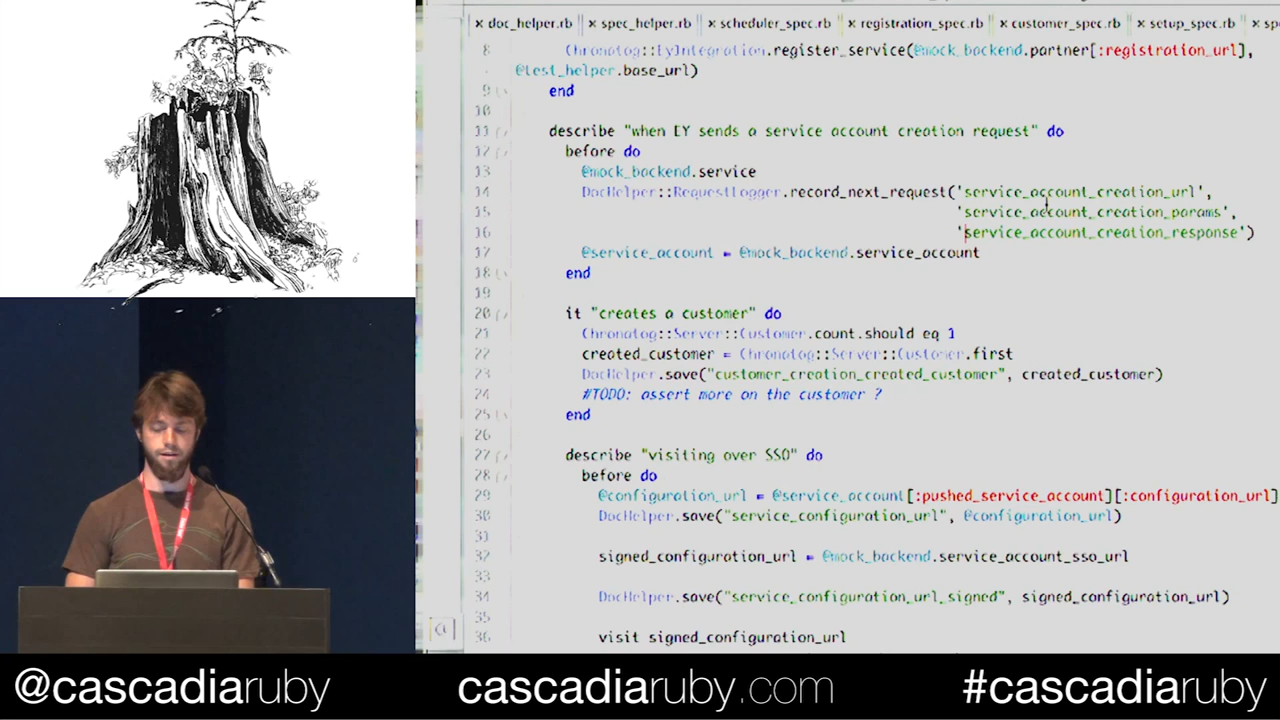 × doc_helper.rb × spec_helper.rb × scheduler_spec.rb × registration_spec.rb × customer_spec.rb × setup_spec.rb × sp
8 Chronatog::EyIntegration.register_service(@mock_backend.partner[:registration_url],
@test_helper.base_url)
9 end
10
11 describe "when EY sends a service account creation request" do
12 before do
13 @mock_backend.service
14 DocHelper::RequestLogger.record_next_request('service_account_creation_url',
15 'service_account_creation_params',
16 'service_account_creation_response')
17 @service_account = @mock_backend.service_account
18 end
19
20 it "creates a customer" do
21 Chronatog::Server::Customer.count.should eq 1
22 created_customer = Chronatog::Server::Customer.first
23 DocHelper.save("customer_creation_created_customer", created_customer)
24 #TODO: assert more on the customer ?
25 end
26
27 describe "visiting over SSO" do
28 before do
29 @configuration_url = @service_account[:pushed_service_account][:configuration_url]
30 DocHelper.save("service_configuration_url", @configuration_url)
31
32 signed_configuration_url = @mock_backend.service_account_sso_url
33
34 DocHelper.save("service_configuration_url_signed", signed_configuration_url)
35
36 visit signed_configuration_url
@
@cascadiaruby cascadiaruby.com #cascadiaruby